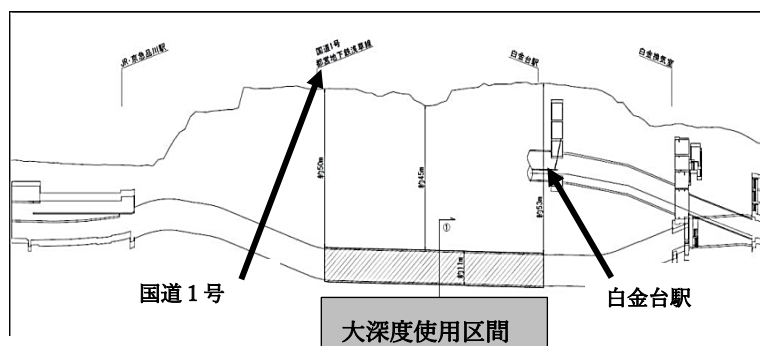 JR・京急品川駅
国道1号
都営地下鉄浅草線
白金台駅
白金換気室
約50m
約45m
約53m
①
約11m
国道１号
白金台駅
大深度使用区間